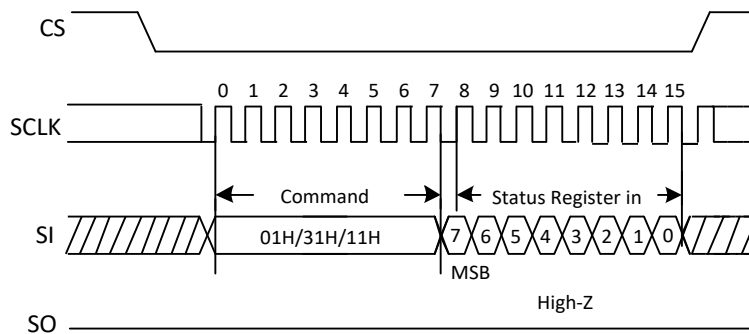 CS
0 1 2 3 4 5 6 7 8 9 10 11 12 13 14 15
SCLK
Command Status Register in
SI 01H/31H/11H 7 6 5 4 3 2 1 0
MSB
High-Z
SO